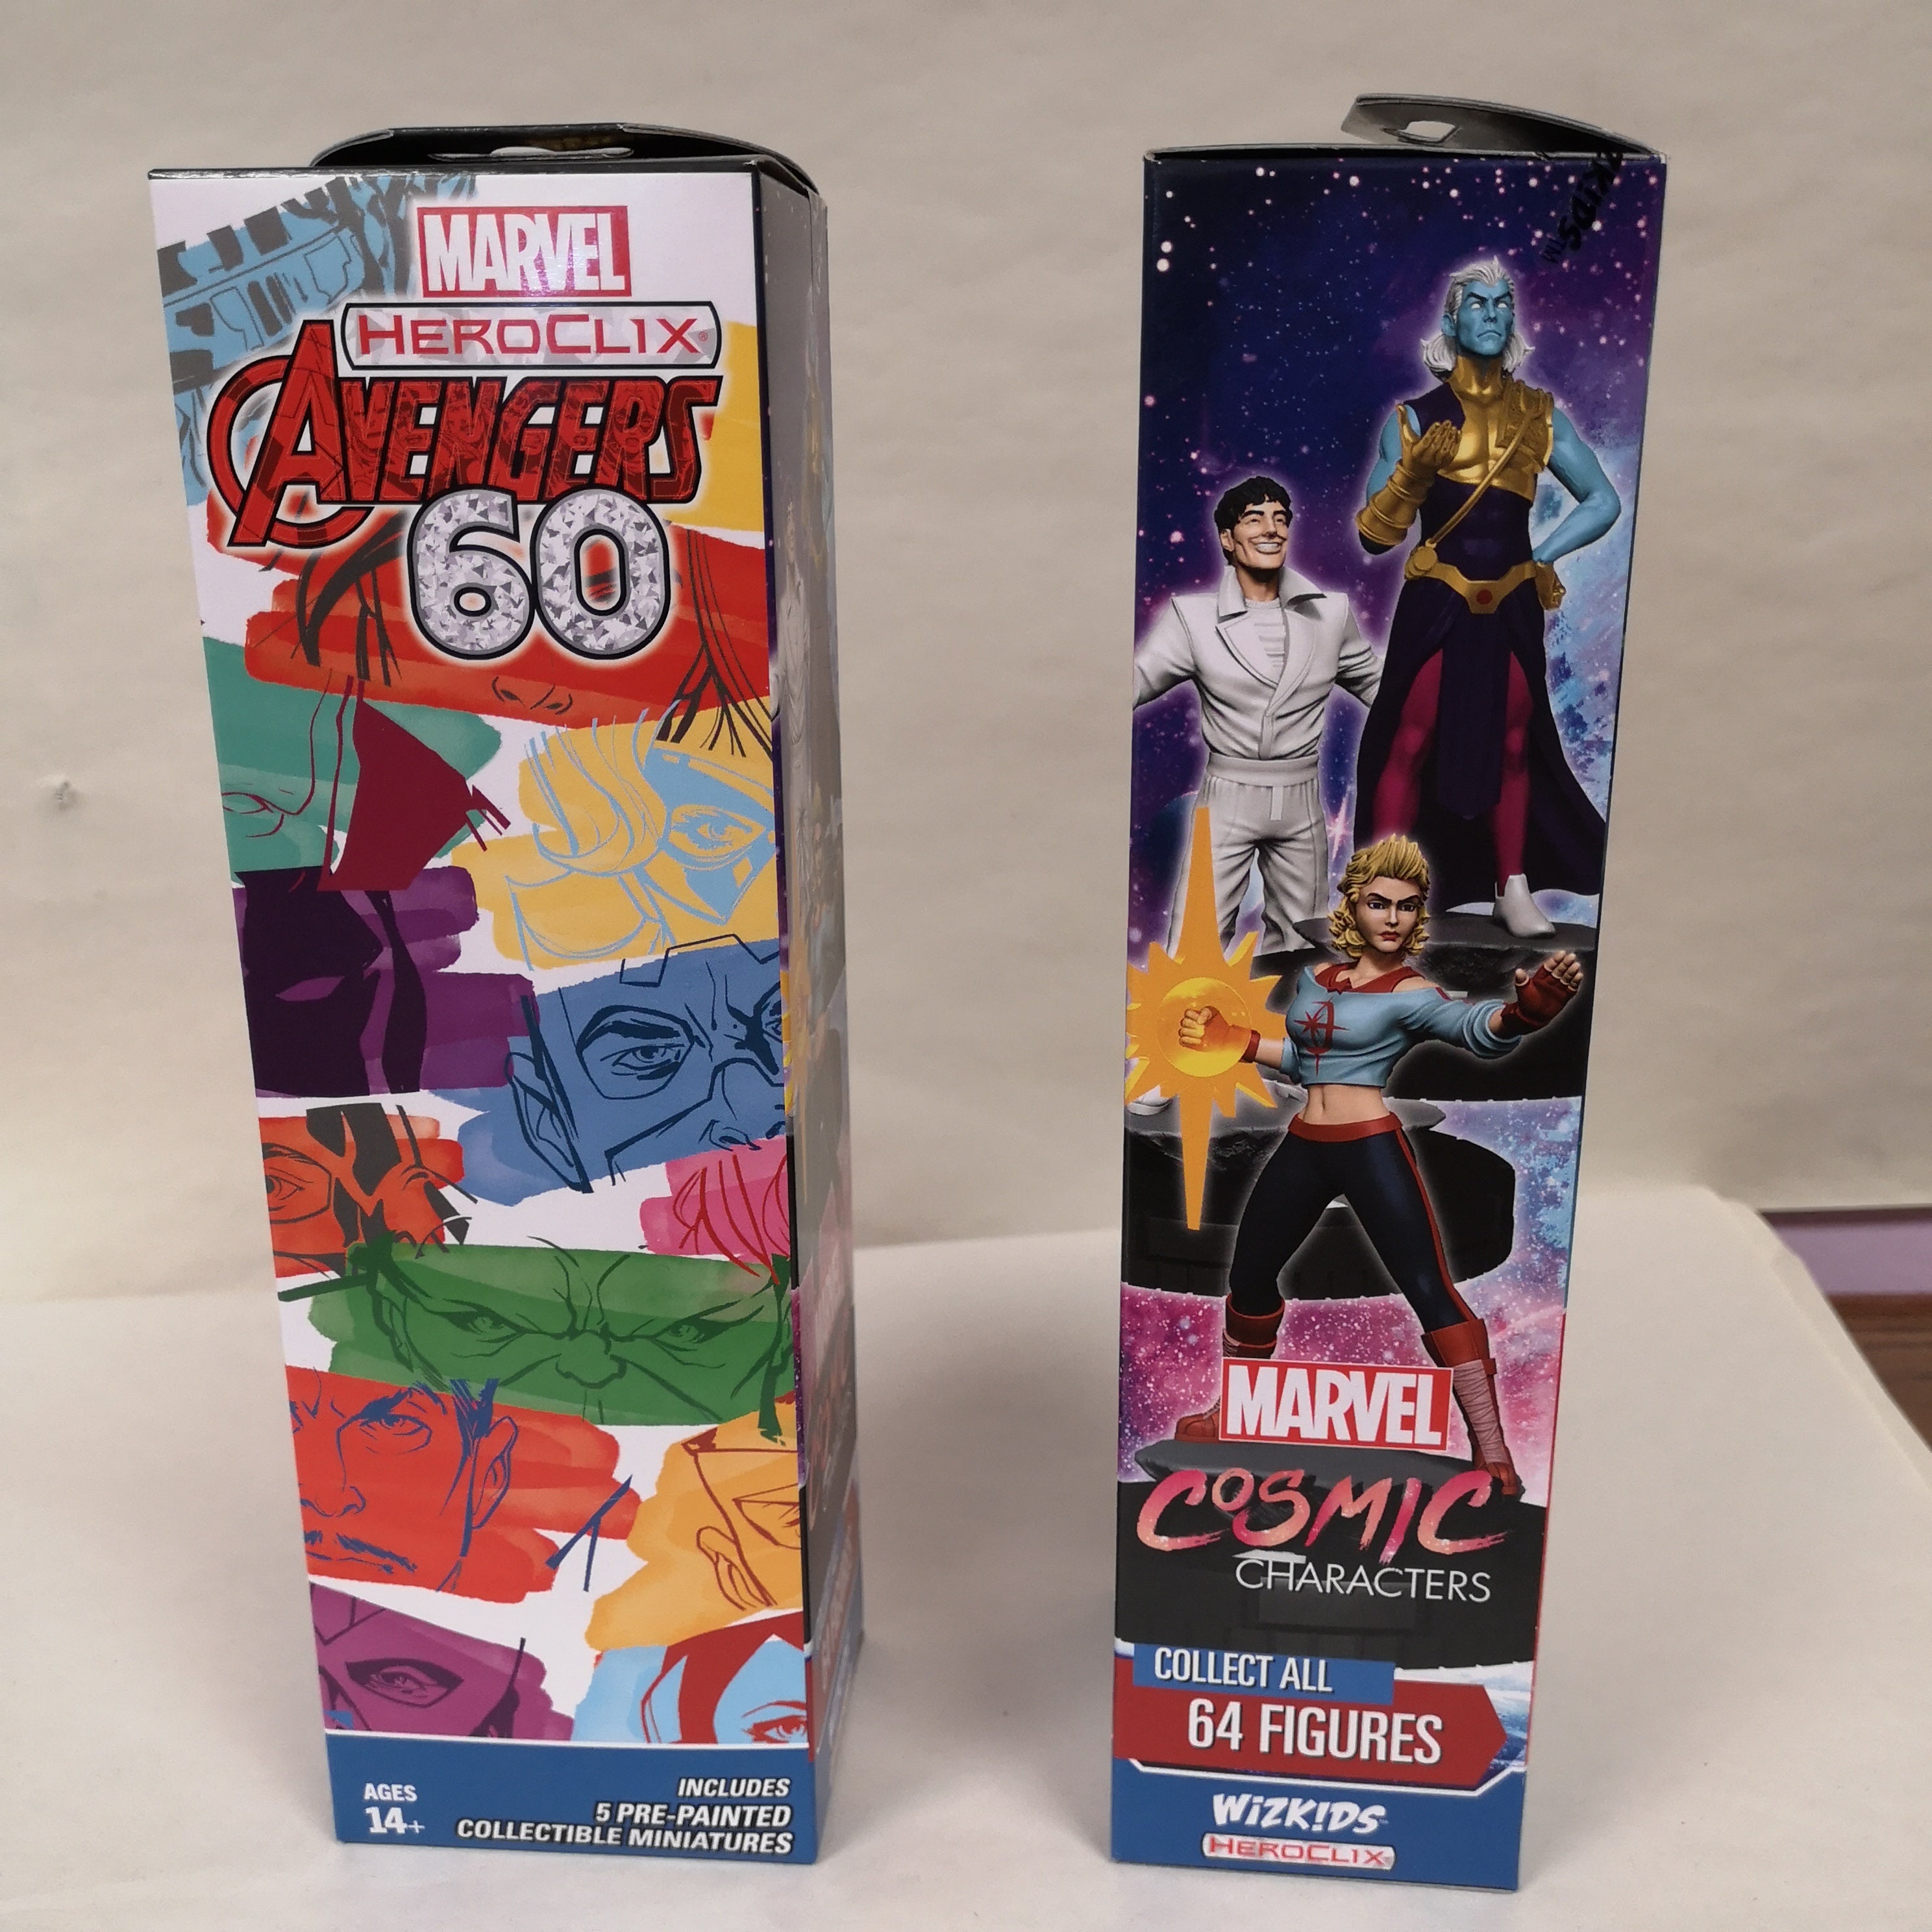 MARVEL
HEROCLIX®
AVENGERS
60
AGES
14+
INCLUDES
5 PRE-PAINTED
COLLECTIBLE MINIATURES
MARVEL
COSMIC
CHARACTERS
COLLECT ALL
64 FIGURES
WIZKIDS™
HEROCLIX